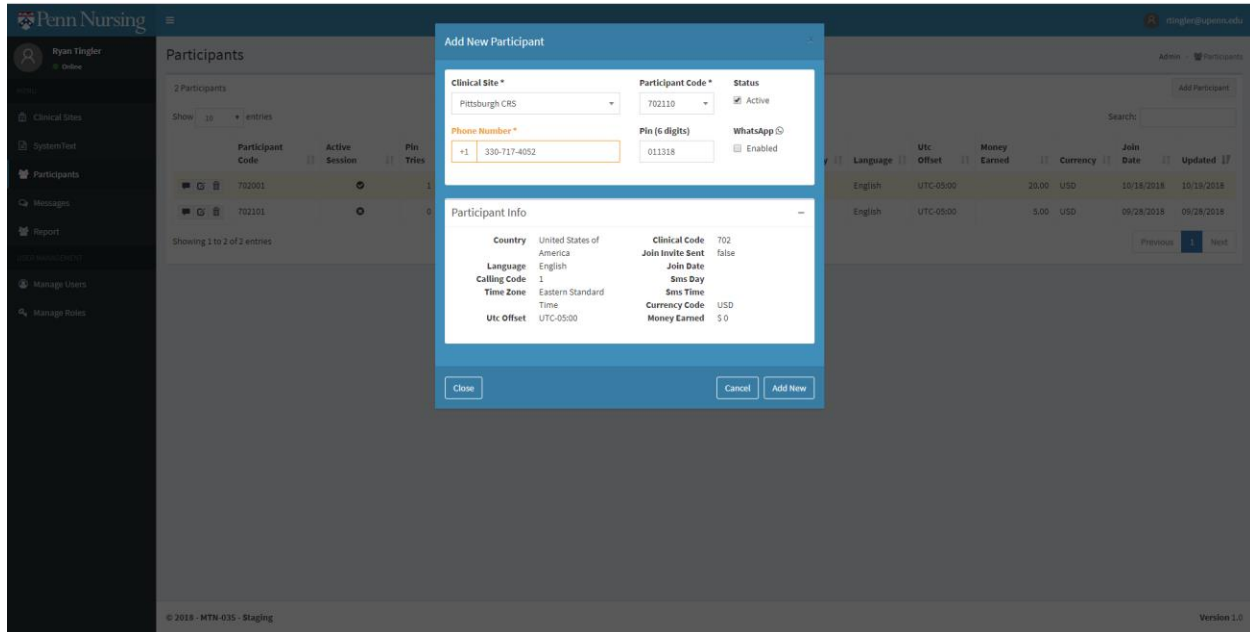 Penn Nursing
rtingler@upenn.edu
Ryan Tingler
Online
Participants
Admin - Participants
MENU
Clinical Sites
SystemText
Participants
Messages
Report
USER MANAGEMENT
Manage Users
Manage Roles
2 Participants
Add Participant
Show 10 entries
Search:
Participant Code Active Session Pin Tries y Language Utc Offset Money Earned Currency Join Date Updated
702001 1 English UTC-05:00 20.00 USD 10/18/2018 10/19/2018
702101 0 English UTC-05:00 5.00 USD 09/28/2018 09/28/2018
Showing 1 to 2 of 2 entries
Previous 1 Next
Add New Participant
Clinical Site * Participant Code * Status
Pittsburgh CRS 702110 Active
Phone Number * Pin (6 digits) WhatsApp
+1 330-717-4052 011318 Enabled
Participant Info
Country United States of America
Language English
Calling Code 1
Time Zone Eastern Standard Time
Utc Offset UTC-05:00
Clinical Code 702
Join Invite Sent false
Join Date
Sms Day
Sms Time
Currency Code USD
Money Earned $ 0
Close Cancel Add New
© 2018 - MTN-035 - Staging
Version 1.0